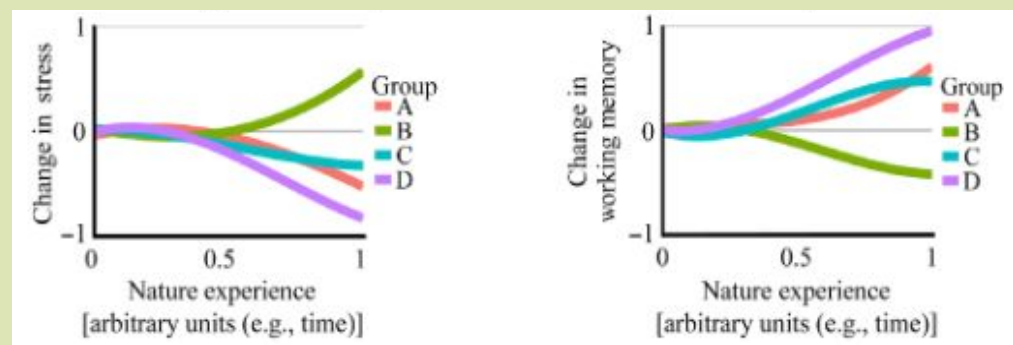 1
0
−1
Change in stress
0
0.5
1
Nature experience
[arbitrary units (e.g., time)]
Group
A
B
C
D
1
0
−1
Change in
working memory
0
0.5
1
Nature experience
[arbitrary units (e.g., time)]
Group
A
B
C
D